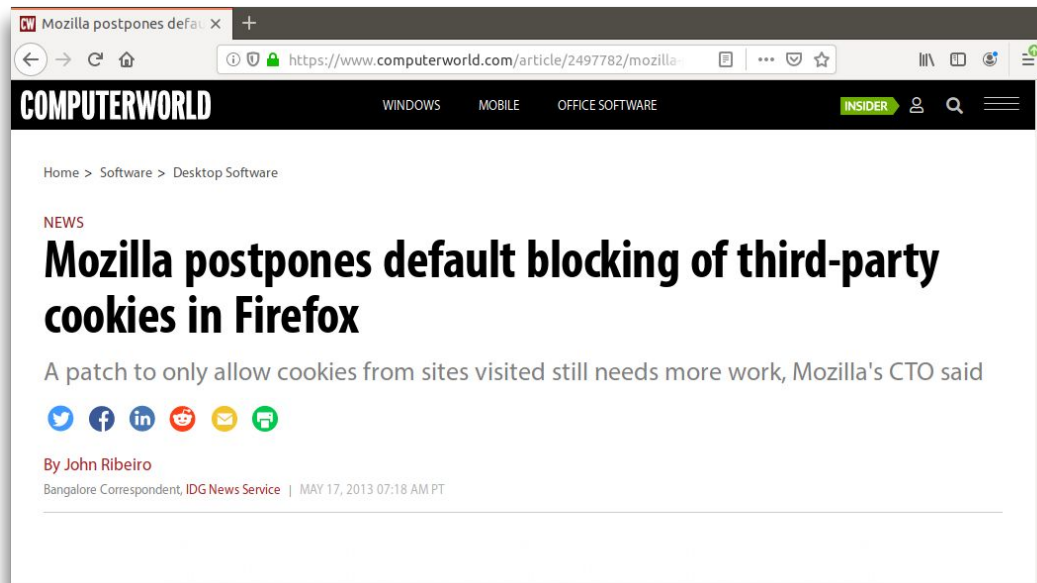 CW Mozilla postpones defau
https://www.computerworld.com/article/2497782/mozilla-
COMPUTERWORLD WINDOWS MOBILE OFFICE SOFTWARE INSIDER
Home > Software > Desktop Software
NEWS
Mozilla postpones default blocking of third-party
cookies in Firefox
A patch to only allow cookies from sites visited still needs more work, Mozilla's CTO said
By John Ribeiro
Bangalore Correspondent, IDG News Service | MAY 17, 2013 07:18 AM PT